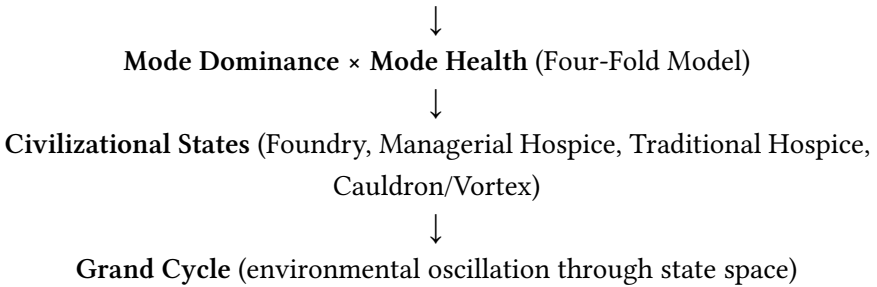 ↓
Mode Dominance × Mode Health (Four-Fold Model)
↓
Civilizational States (Foundry, Managerial Hospice, Traditional Hospice,
Cauldron/Vortex)
↓
Grand Cycle (environmental oscillation through state space)